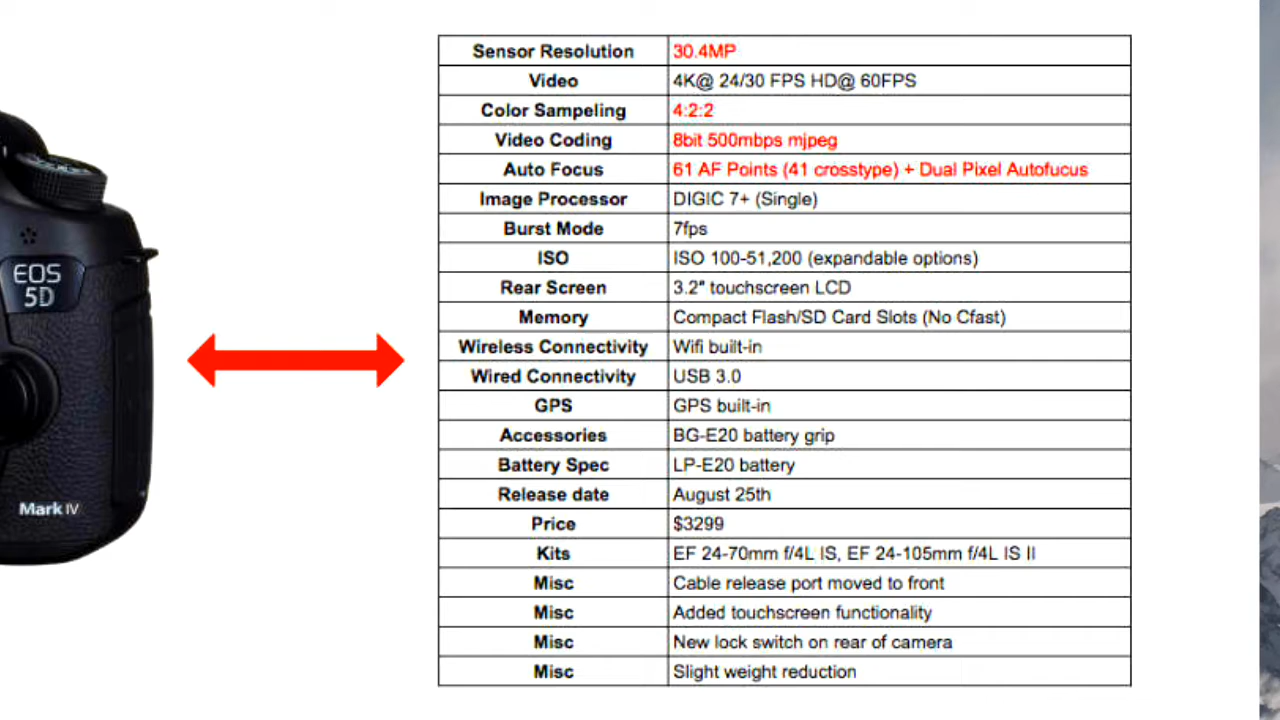 Sensor Resolution 30.4MP
Video 4K@ 24/30 FPS HD@ 60FPS
Color Sampeling 4:2:2
Video Coding 8bit 500mbps mjpeg
Auto Focus 61 AF Points (41 crosstype) + Dual Pixel Autofucus
Image Processor DIGIC 7+ (Single)
Burst Mode 7fps
ISO ISO 100-51,200 (expandable options)
Rear Screen 3.2" touchscreen LCD
Memory Compact Flash/SD Card Slots (No Cfast)
Wireless Connectivity Wifi built-in
Wired Connectivity USB 3.0
GPS GPS built-in
Accessories BG-E20 battery grip
Battery Spec LP-E20 battery
Release date August 25th
Price $3299
Kits EF 24-70mm f/4L IS, EF 24-105mm f/4L IS II
Misc Cable release port moved to front
Misc Added touchscreen functionality
Misc New lock switch on rear of camera
Misc Slight weight reduction
EOS
5D
Mark IV